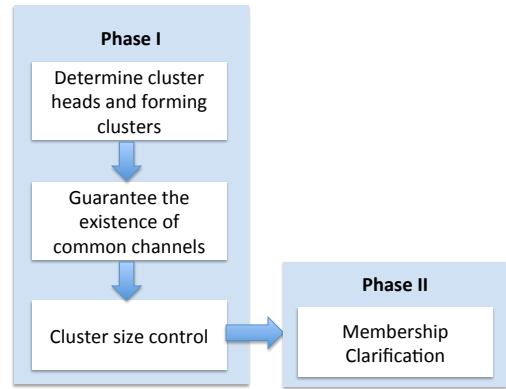 Phase I
Determine cluster
heads and forming
clusters
Guarantee the
existence of
common channels
Cluster size control
Phase II
Membership
Clarification